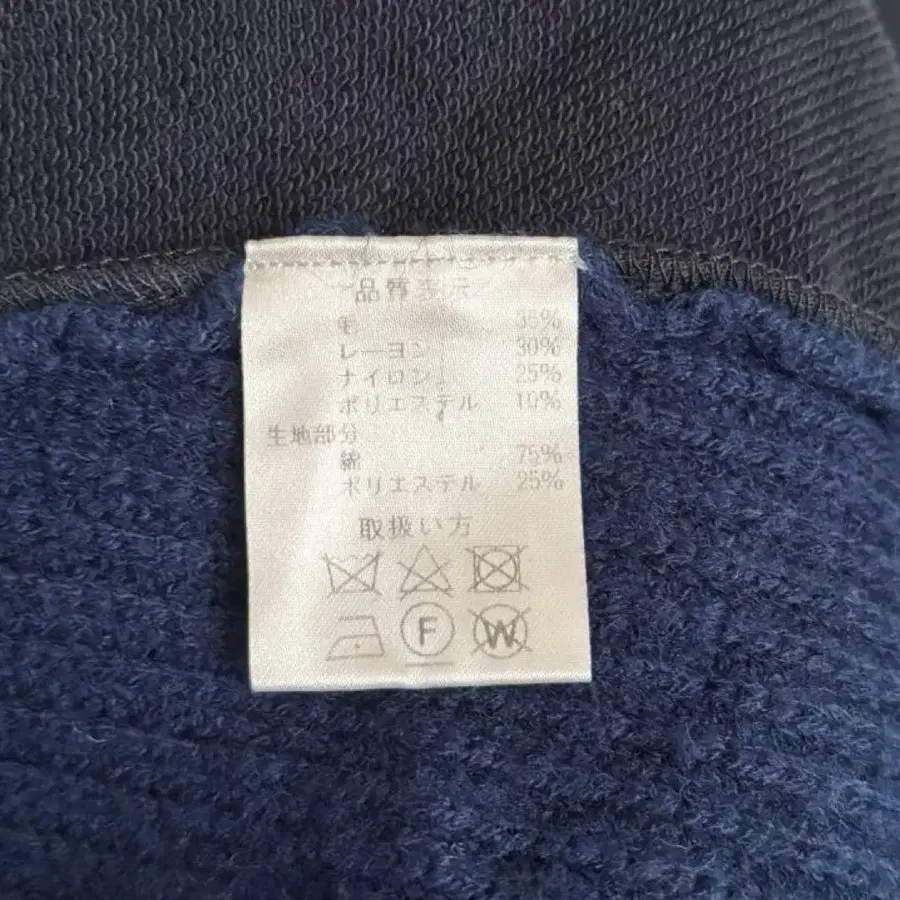 品質表示
毛 35%
レーヨン 30%
ナイロン 25%
ポリエステル 10%
生地部分
綿 75%
ポリエステル 25%
取扱い方
F W